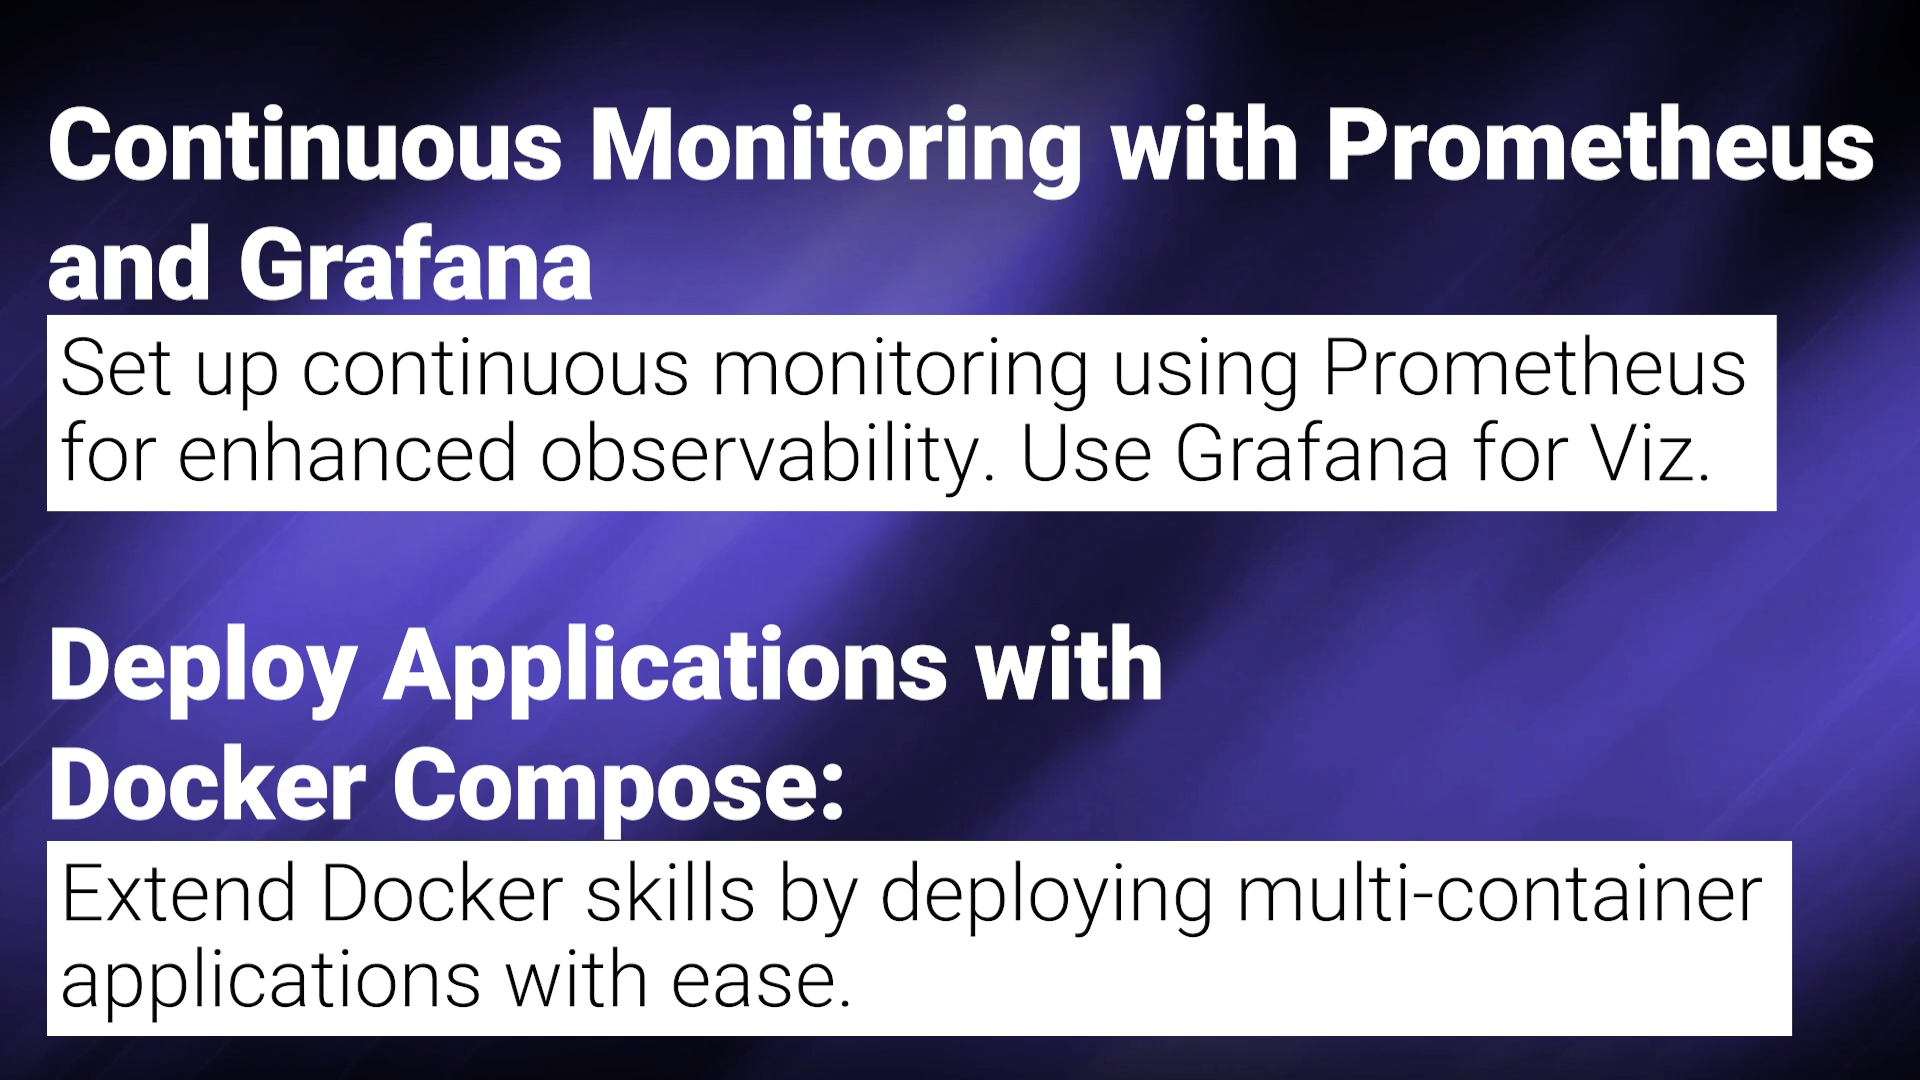 Continuous Monitoring with Prometheus
and Grafana
Set up continuous monitoring using Prometheus
for enhanced observability. Use Grafana for Viz.
Deploy Applications with
Docker Compose:
Extend Docker skills by deploying multi-container
applications with ease.